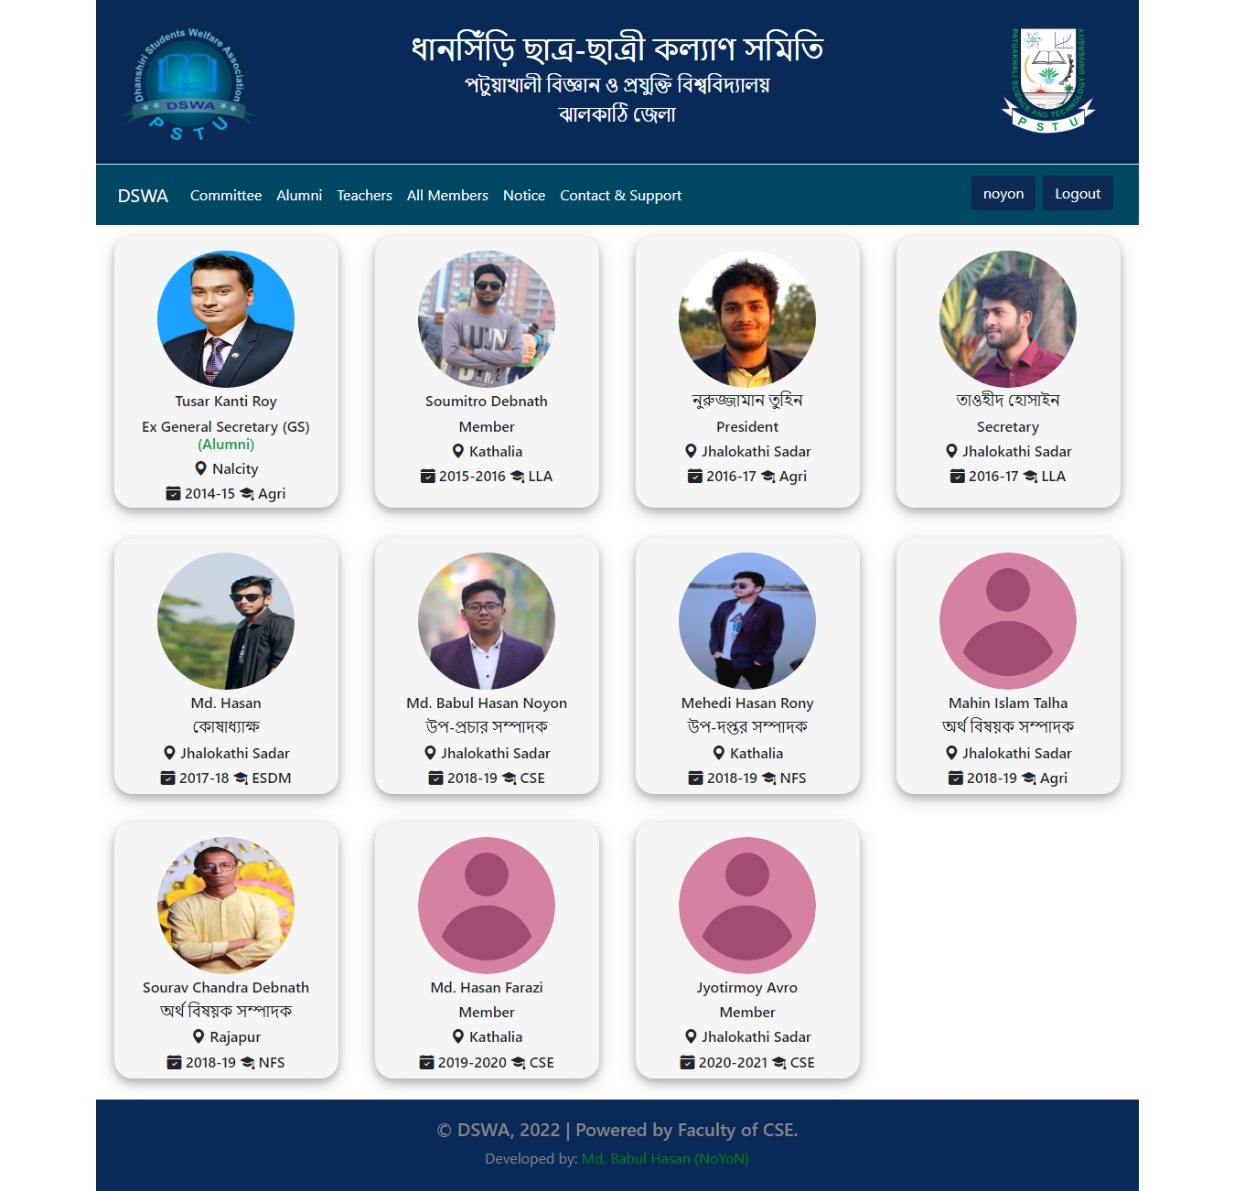 Dhanshiri Students Welfare Association
DSWA
PSTU
ধানসিঁড়ি ছাত্র-ছাত্রী কল্যাণ সমিতি
পটুয়াখালী বিজ্ঞান ও প্রযুক্তি বিশ্ববিদ্যালয়
ঝালকাঠি জেলা
PATUAKHALI SCIENCE AND TECHNOLOGY UNIVERSITY
PSTU
DSWA Committee Alumni Teachers All Members Notice Contact & Support noyon Logout
Tusar Kanti Roy
Ex General Secretary (GS)
(Alumni)
Nalcity
2014-15 Agri
Soumitro Debnath
Member
Kathalia
2015-2016 LLA
নুরুজ্জামান তুহিন
President
Jhalokathi Sadar
2016-17 Agri
তাওহীদ হোসাইন
Secretary
Jhalokathi Sadar
2016-17 LLA
Md. Hasan
কোষাধ্যাক্ষ
Jhalokathi Sadar
2017-18 ESDM
Md. Babul Hasan Noyon
উপ-প্রচার সম্পাদক
Jhalokathi Sadar
2018-19 CSE
Mehedi Hasan Rony
উপ-দপ্তর সম্পাদক
Kathalia
2018-19 NFS
Mahin Islam Talha
অর্থ বিষয়ক সম্পাদক
Jhalokathi Sadar
2018-19 Agri
Sourav Chandra Debnath
অর্থ বিষয়ক সম্পাদক
Rajapur
2018-19 NFS
Md. Hasan Farazi
Member
Kathalia
2019-2020 CSE
Jyotirmoy Avro
Member
Jhalokathi Sadar
2020-2021 CSE
© DSWA, 2022 | Powered by Faculty of CSE.
Developed by: Md. Babul Hasan (NoYoN)